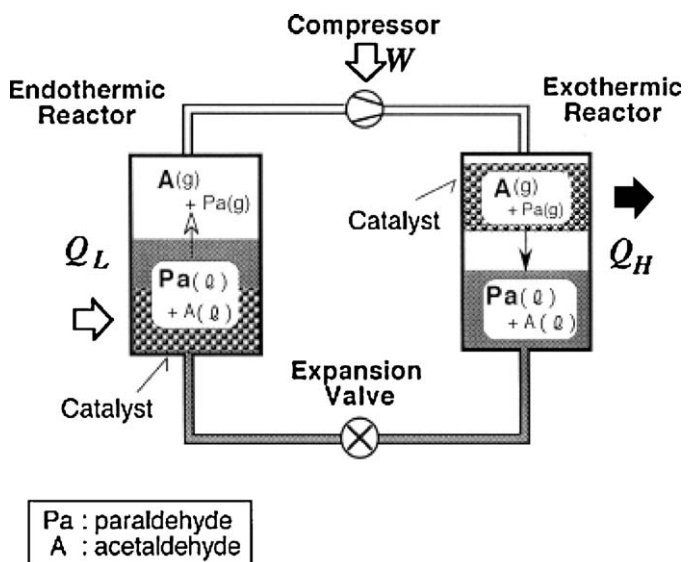 Compressor
W
Endothermic
Reactor
Exothermic
Reactor
A(g)
+ Pa(g)
Catalyst
A(g)
+ Pa(g)
Q_L
Q_H
Pa(ℓ)
+ A(ℓ)
Pa(ℓ)
+ A(ℓ)
Catalyst
Expansion
Valve
Pa : paraldehyde
A : acetaldehyde